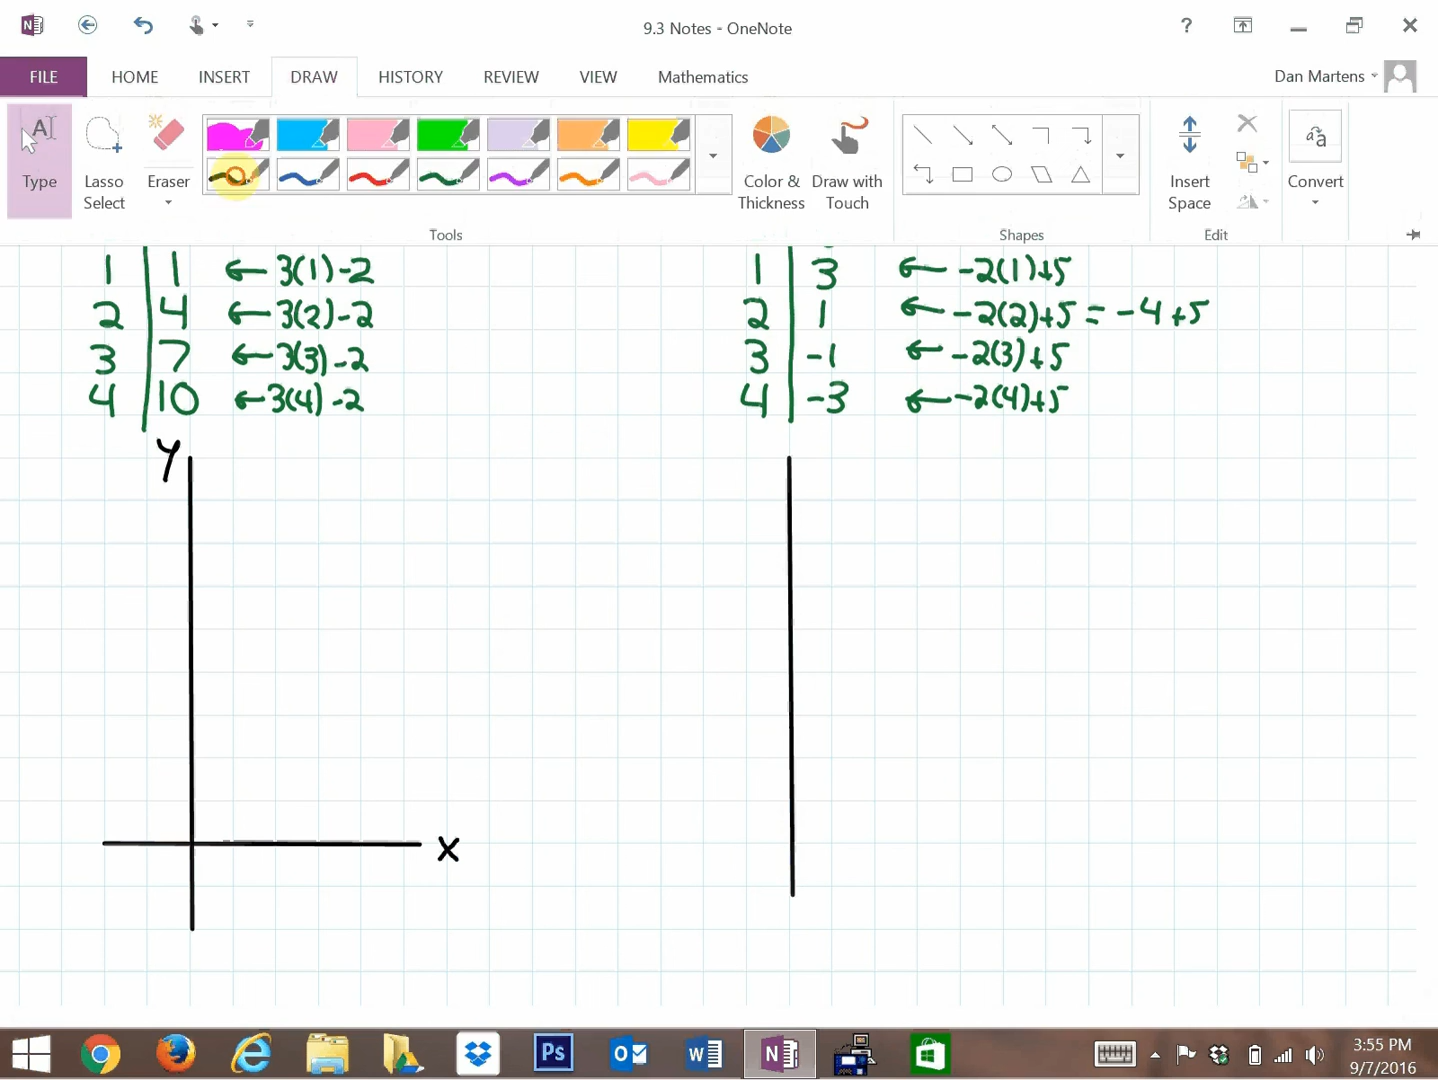 9.3 Notes - OneNote
?
FILE HOME INSERT DRAW HISTORY REVIEW VIEW Mathematics
Dan Martens
Type
Lasso Select
Eraser
Color & Thickness
Draw with Touch
Insert Space
Convert
Tools
Shapes
Edit
1 | 1 ← 3(1)-2
2 | 4 ← 3(2)-2
3 | 7 ← 3(3)-2
4 | 10 ← 3(4)-2
1 | 3 ← -2(1)+5
2 | 1 ← -2(2)+5 = -4+5
3 | -1 ← -2(3)+5
4 | -3 ← -2(4)+5
y
x
3:55 PM
9/7/2016